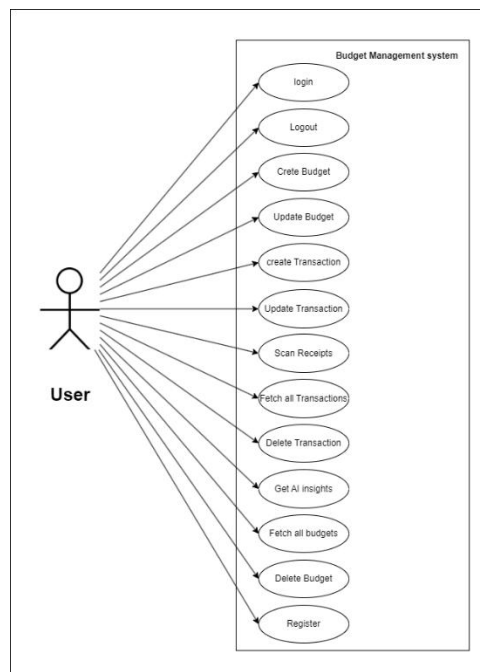 Budget Management system
login
Logout
Crete Budget
Update Budget
create Transaction
Update Transaction
Scan Receipts
User
Fetch all Transactions
Delete Transaction
Get AI insights
Fetch all budgets
Delete Budget
Register